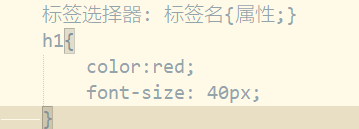 标签选择器: 标签名{属性;}
h1{
    color:red;
    font-size: 40px;
}